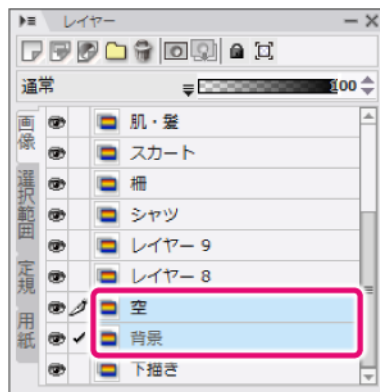 レイヤー
通常
100
画像
選択範囲
定規
用紙
肌・髪
スカート
柵
シャツ
レイヤー 9
レイヤー 8
空
背景
下描き